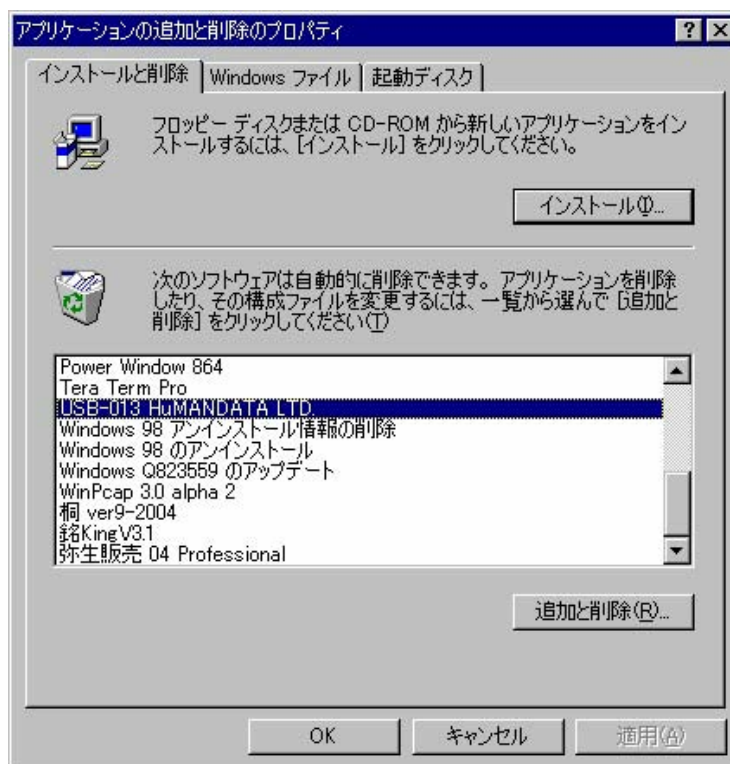 アプリケーションの追加と削除のプロパティ
インストールと削除
Windows ファイル
起動ディスク
フロッピー ディスクまたは CD-ROM から新しいアプリケーションをイン
ストールするには、[インストール] をクリックしてください。
インストール(I)...
次のソフトウェアは自動的に削除できます。アプリケーションを削除
したり、その構成ファイルを変更するには、一覧から選んで [追加と
削除] をクリックしてください(T)
Power Window 864
Tera Term Pro
USB-013 HuMANDATA LTD.
Windows 98 アンインストール情報の削除
Windows 98 のアンインストール
Windows Q823559 のアップデート
WinPcap 3.0 alpha 2
桐 ver9-2004
銘KingV3.1
弥生販売 04 Professional
追加と削除(R)...
OK
キャンセル
適用(A)